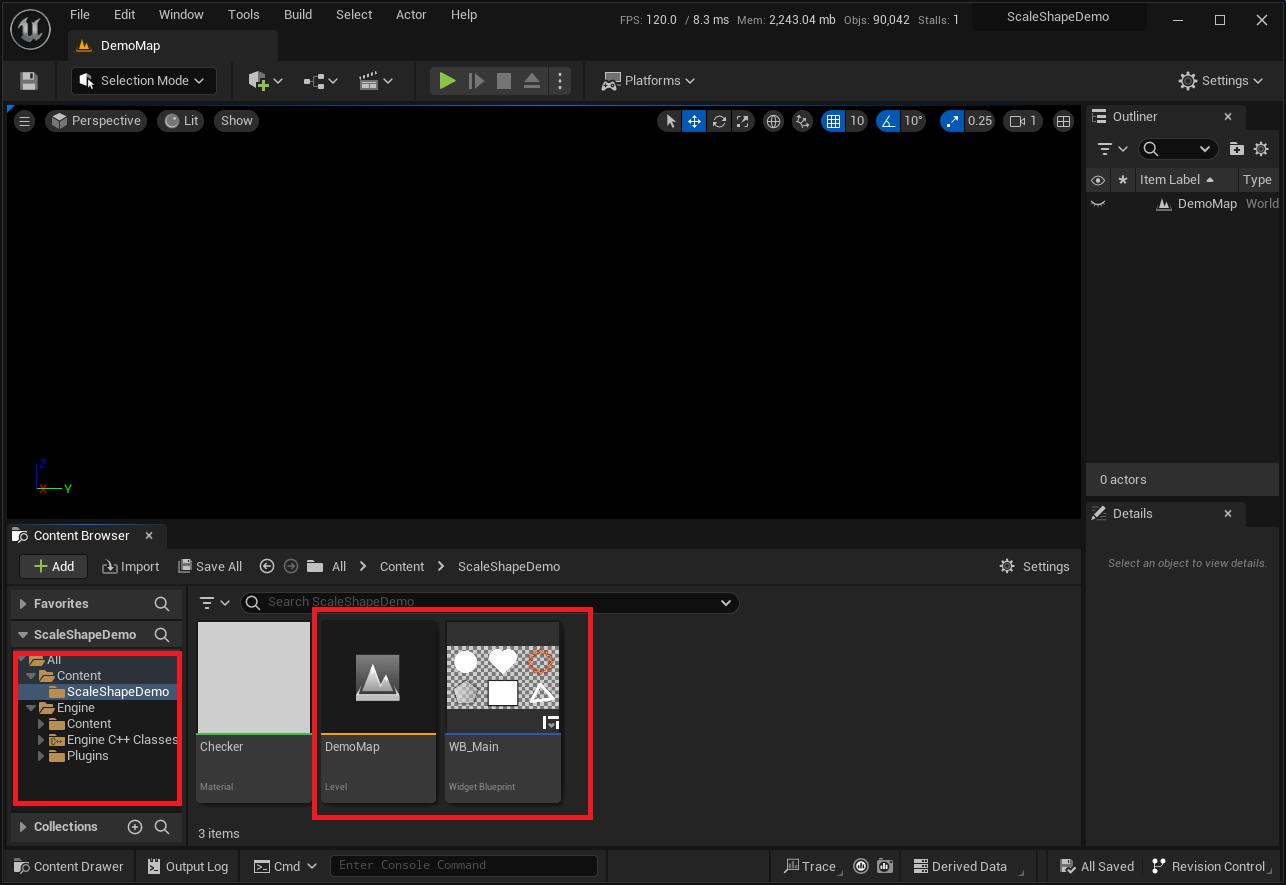 File Edit Window Tools Build Select Actor Help FPS: 120.0 / 8.3 ms Mem: 2,243.04 mb Objs: 90,042 Stalls: 1 ScaleShapeDemo
DemoMap
Selection Mode Platforms Settings
Perspective Lit Show 10 10° 0.25 1
Outliner
Item Label Type
DemoMap World
Z
X Y
0 actors
Details
Select an object to view details.
Content Browser
Add Import Save All All Content ScaleShapeDemo Settings
Favorites
Search ScaleShapeDemo
ScaleShapeDemo
All
Content
ScaleShapeDemo
Engine
Content
Engine C++ Classes
Plugins
Collections
Checker
Material
DemoMap
Level
WB_Main
Widget Blueprint
3 items
Content Drawer Output Log Cmd Enter Console Command Trace Derived Data All Saved Revision Control